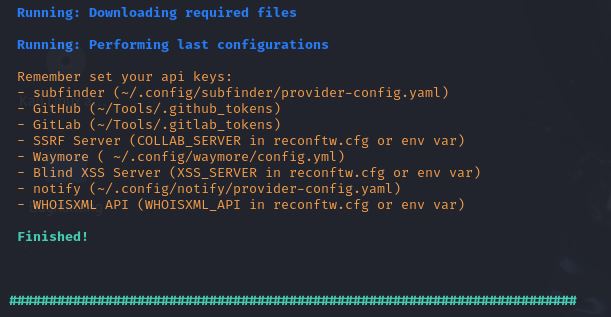 Running: Downloading required files
Running: Performing last configurations
Remember set your api keys:
- subfinder (~/.config/subfinder/provider-config.yaml)
- GitHub (~/Tools/.github_tokens)
- GitLab (~/Tools/.gitlab_tokens)
- SSRF Server (COLLAB_SERVER in reconftw.cfg or env var)
- Waymore ( ~/.config/waymore/config.yml)
- Blind XSS Server (XSS_SERVER in reconftw.cfg or env var)
- notify (~/.config/notify/provider-config.yaml)
- WHOISXML API (WHOISXML_API in reconftw.cfg or env var)
Finished!
#######################################################################